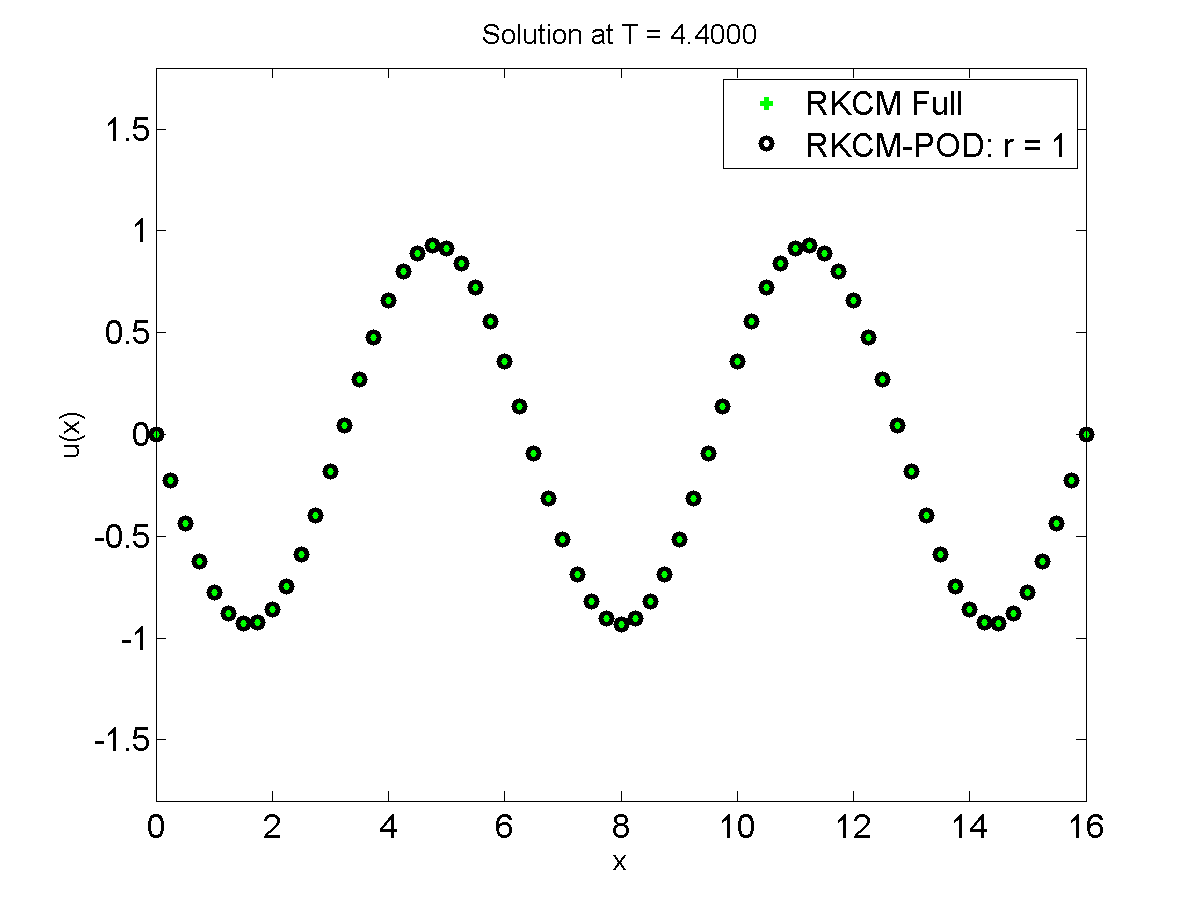 Solution at T = 4.4000
RKCM Full
RKCM-POD: r = 1
1.5
1
0.5
0
-0.5
-1
-1.5
u(x)
0 2 4 6 8 10 12 14 16
x